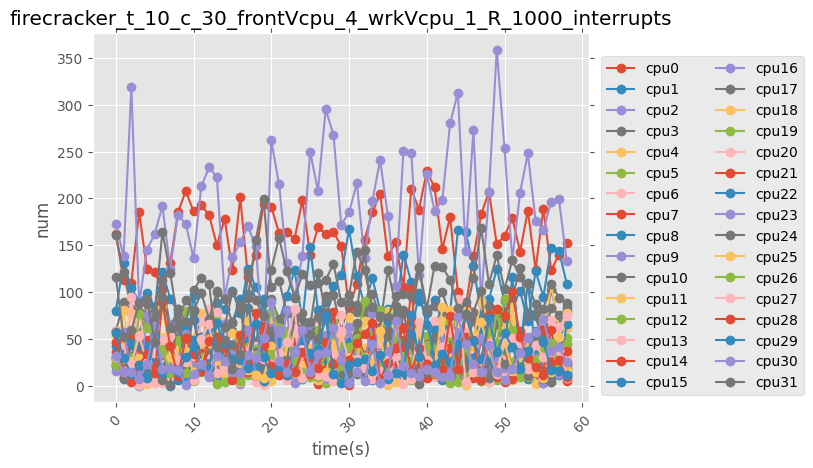 firecracker_t_10_c_30_frontVcpu_4_wrkVcpu_1_R_1000_interrupts
350
300
250
200
150
100
50
0
num
0
10
20
30
40
50
60
time(s)
cpu0
cpu1
cpu2
cpu3
cpu4
cpu5
cpu6
cpu7
cpu8
cpu9
cpu10
cpu11
cpu12
cpu13
cpu14
cpu15
cpu16
cpu17
cpu18
cpu19
cpu20
cpu21
cpu22
cpu23
cpu24
cpu25
cpu26
cpu27
cpu28
cpu29
cpu30
cpu31